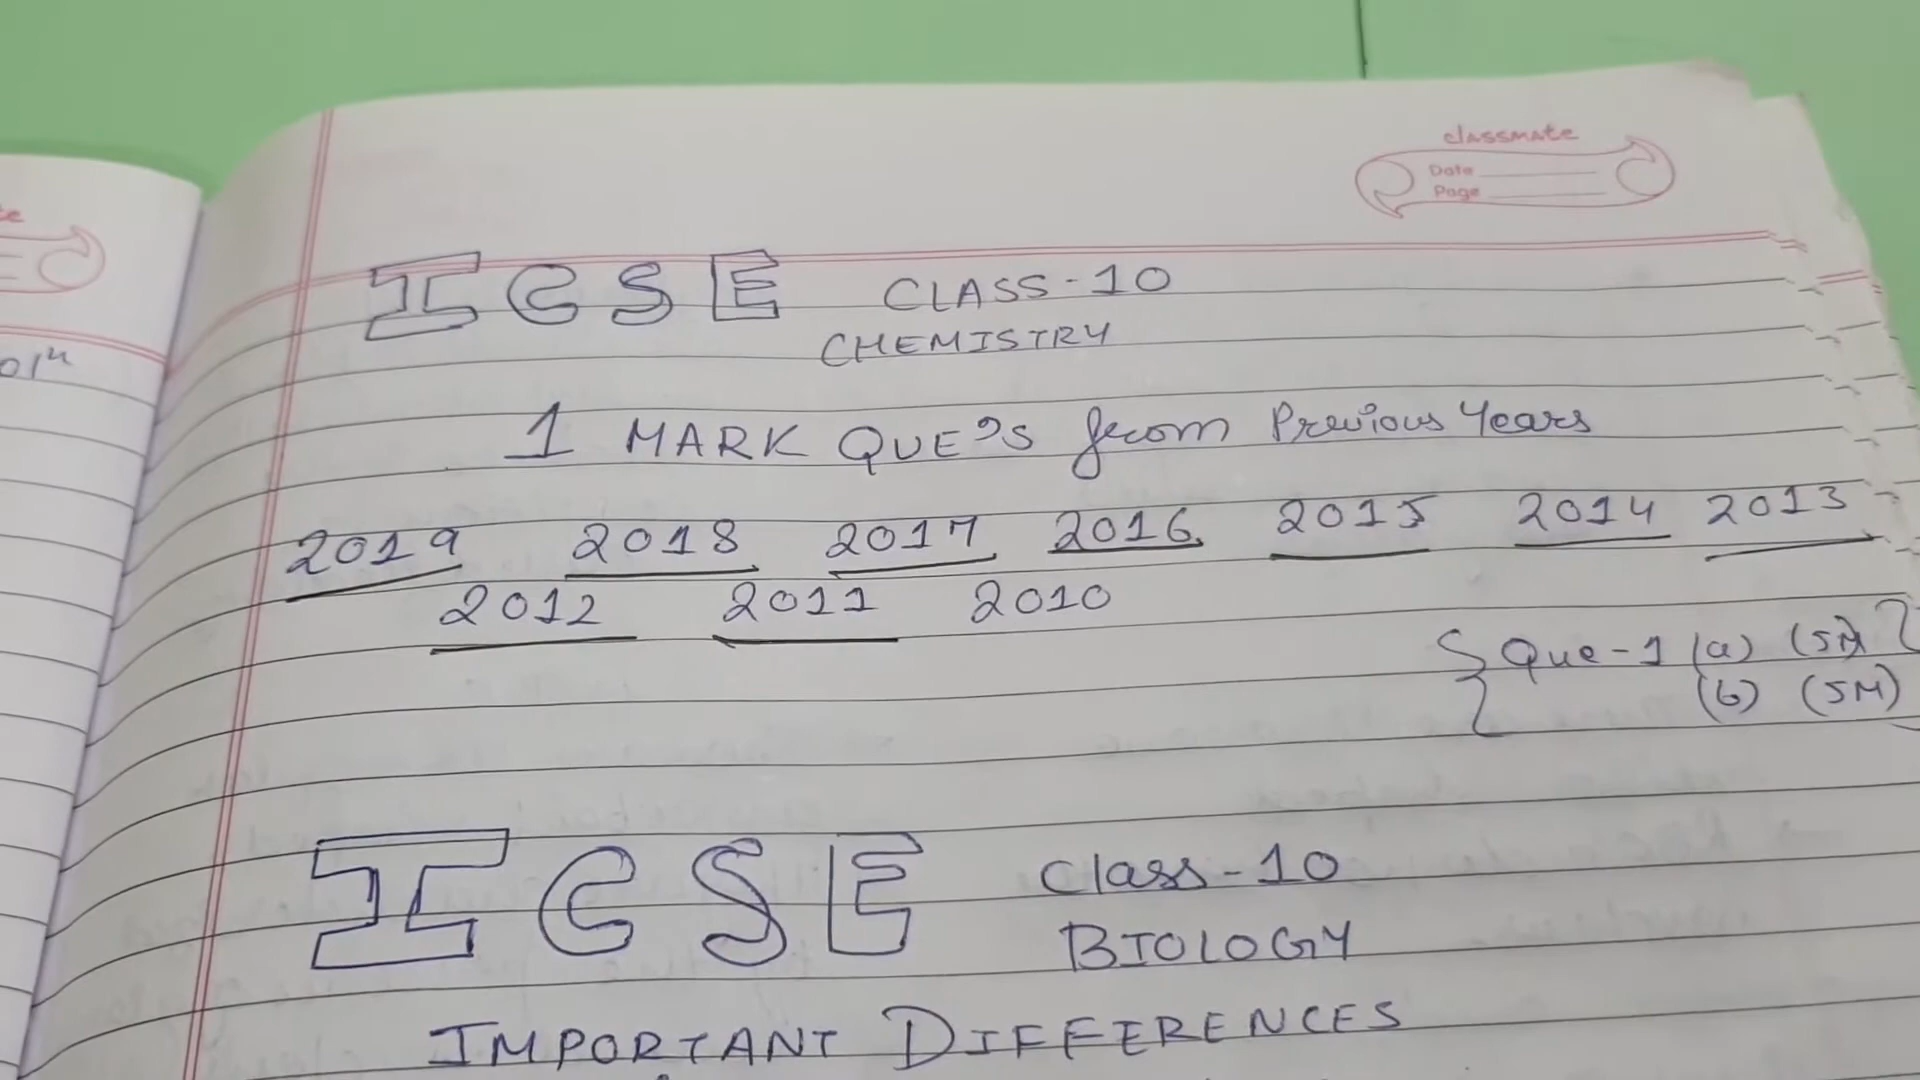 classmate
Date
Page
ICSE CLASS-10
CHEMISTRY
1 MARK QUE'S from Previous Years
2019 2018 2017 2016 2015 2014 2013
2012 2011 2010
{ Que-1 (a) (5M) }
(b) (5M)
ICSE Class-10
BIOLOGY
IMPORTANT DIFFERENCES